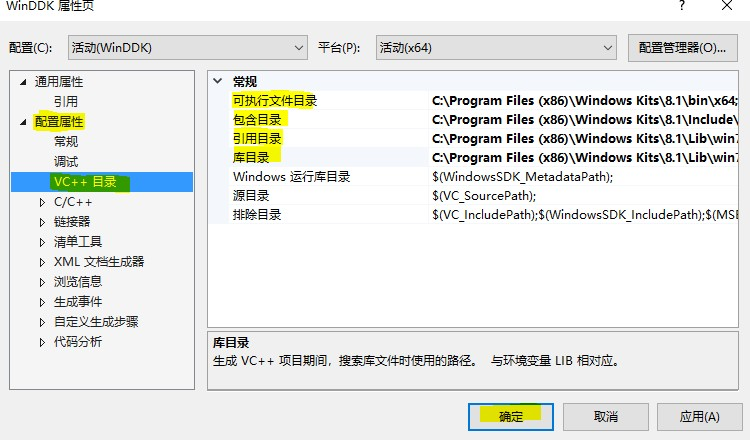 WinDDK 属性页
?
配置(C):
活动(WinDDK)
平台(P):
活动(x64)
配置管理器(O)...
通用属性
引用
配置属性
常规
调试
VC++ 目录
C/C++
链接器
清单工具
XML 文档生成器
浏览信息
生成事件
自定义生成步骤
代码分析
常规
可执行文件目录 C:\Program Files (x86)\Windows Kits\8.1\bin\x64;
包含目录 C:\Program Files (x86)\Windows Kits\8.1\Include\
引用目录 C:\Program Files (x86)\Windows Kits\8.1\Lib\win7
库目录 C:\Program Files (x86)\Windows Kits\8.1\Lib\win7
Windows 运行库目录 $(WindowsSDK_MetadataPath);
源目录 $(VC_SourcePath);
排除目录 $(VC_IncludePath);$(WindowsSDK_IncludePath);$(MSB
库目录
生成 VC++ 项目期间，搜索库文件时使用的路径。 与环境变量 LIB 相对应。
确定
取消
应用(A)